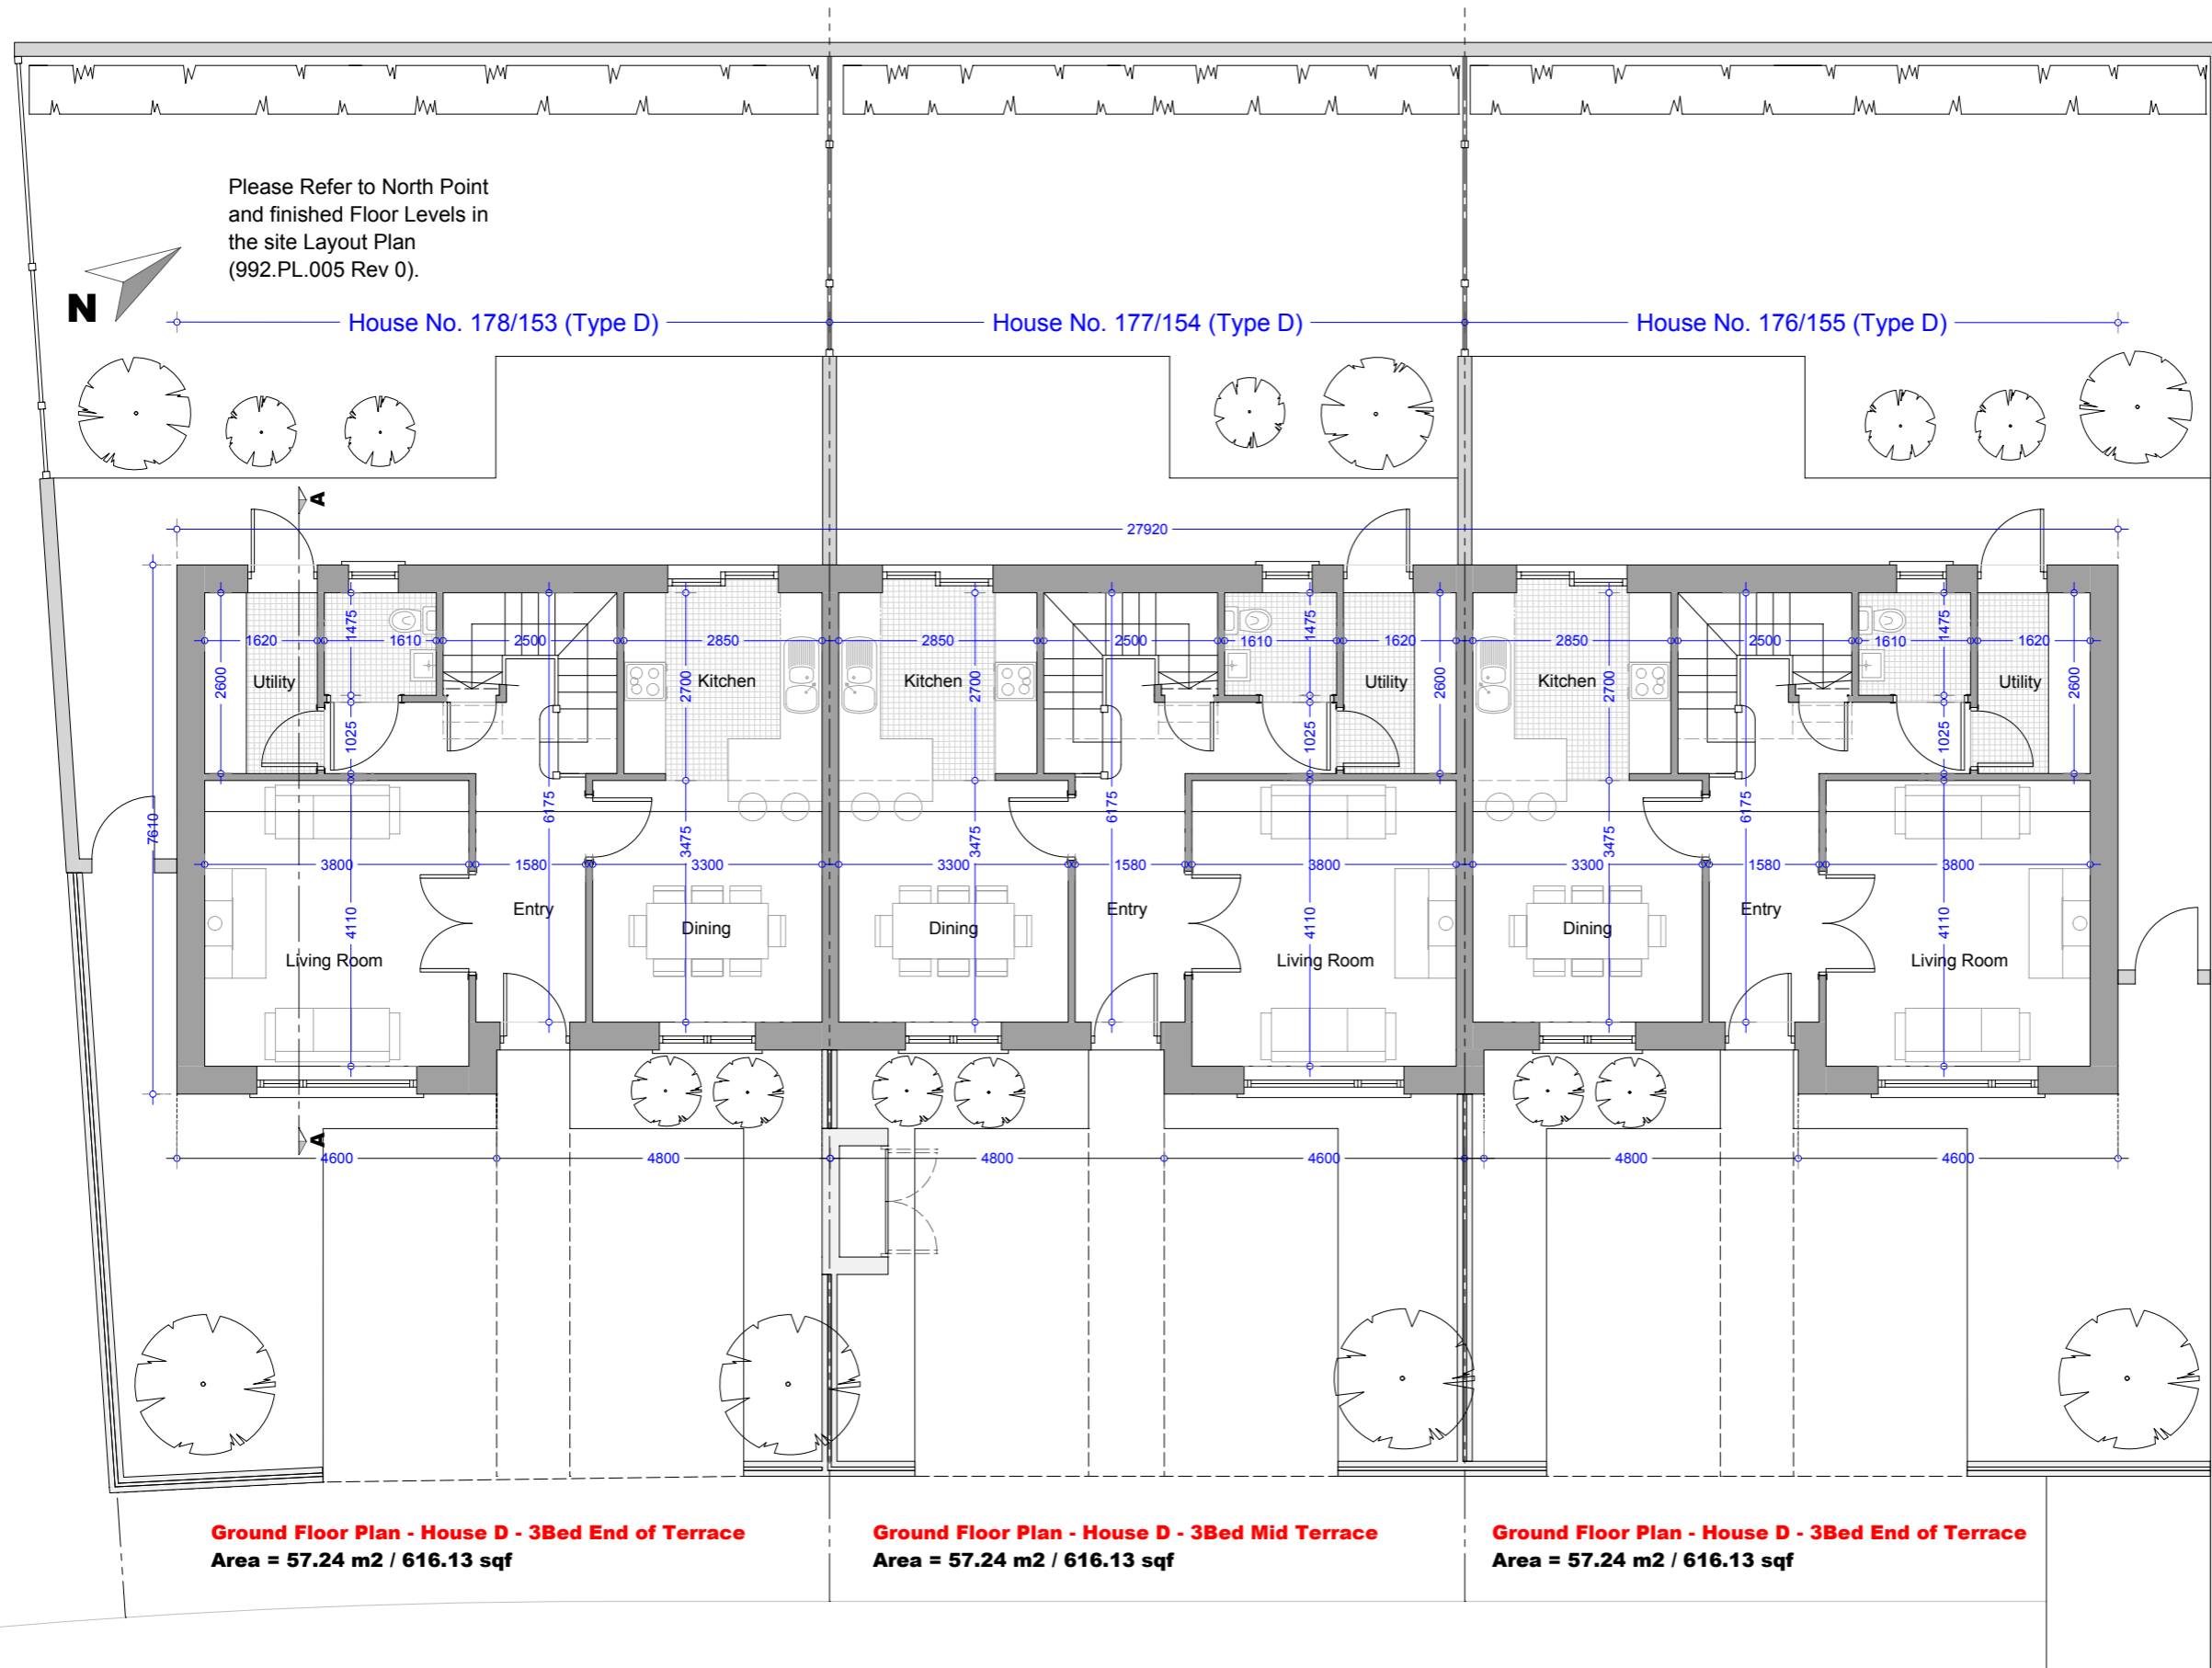 Please Refer to North Point
and finished Floor Levels in
the site Layout Plan
(992.PL.005 Rev 0).
N
House No. 178/153 (Type D)
House No. 177/154 (Type D)
House No. 176/155 (Type D)
A
27920
1620
1475
1610
2500
2850
2850
2500
1610
1475
1620
2850
2500
1610
1475
1620
2600
Utility
2700
Kitchen
Kitchen
2700
Utility
2600
Kitchen
2700
Utility
2600
1025
1025
1025
7610
6175
3475
3475
6175
3475
6175
3800
1580
3300
3300
1580
3800
3300
1580
3800
4110
Entry
Dining
Dining
Entry
4110
Dining
Entry
4110
Living Room
Living Room
Living Room
A
4600
4800
4800
4600
4800
4600
Ground Floor Plan - House D - 3Bed End of Terrace
Area = 57.24 m2 / 616.13 sqf
Ground Floor Plan - House D - 3Bed Mid Terrace
Area = 57.24 m2 / 616.13 sqf
Ground Floor Plan - House D - 3Bed End of Terrace
Area = 57.24 m2 / 616.13 sqf